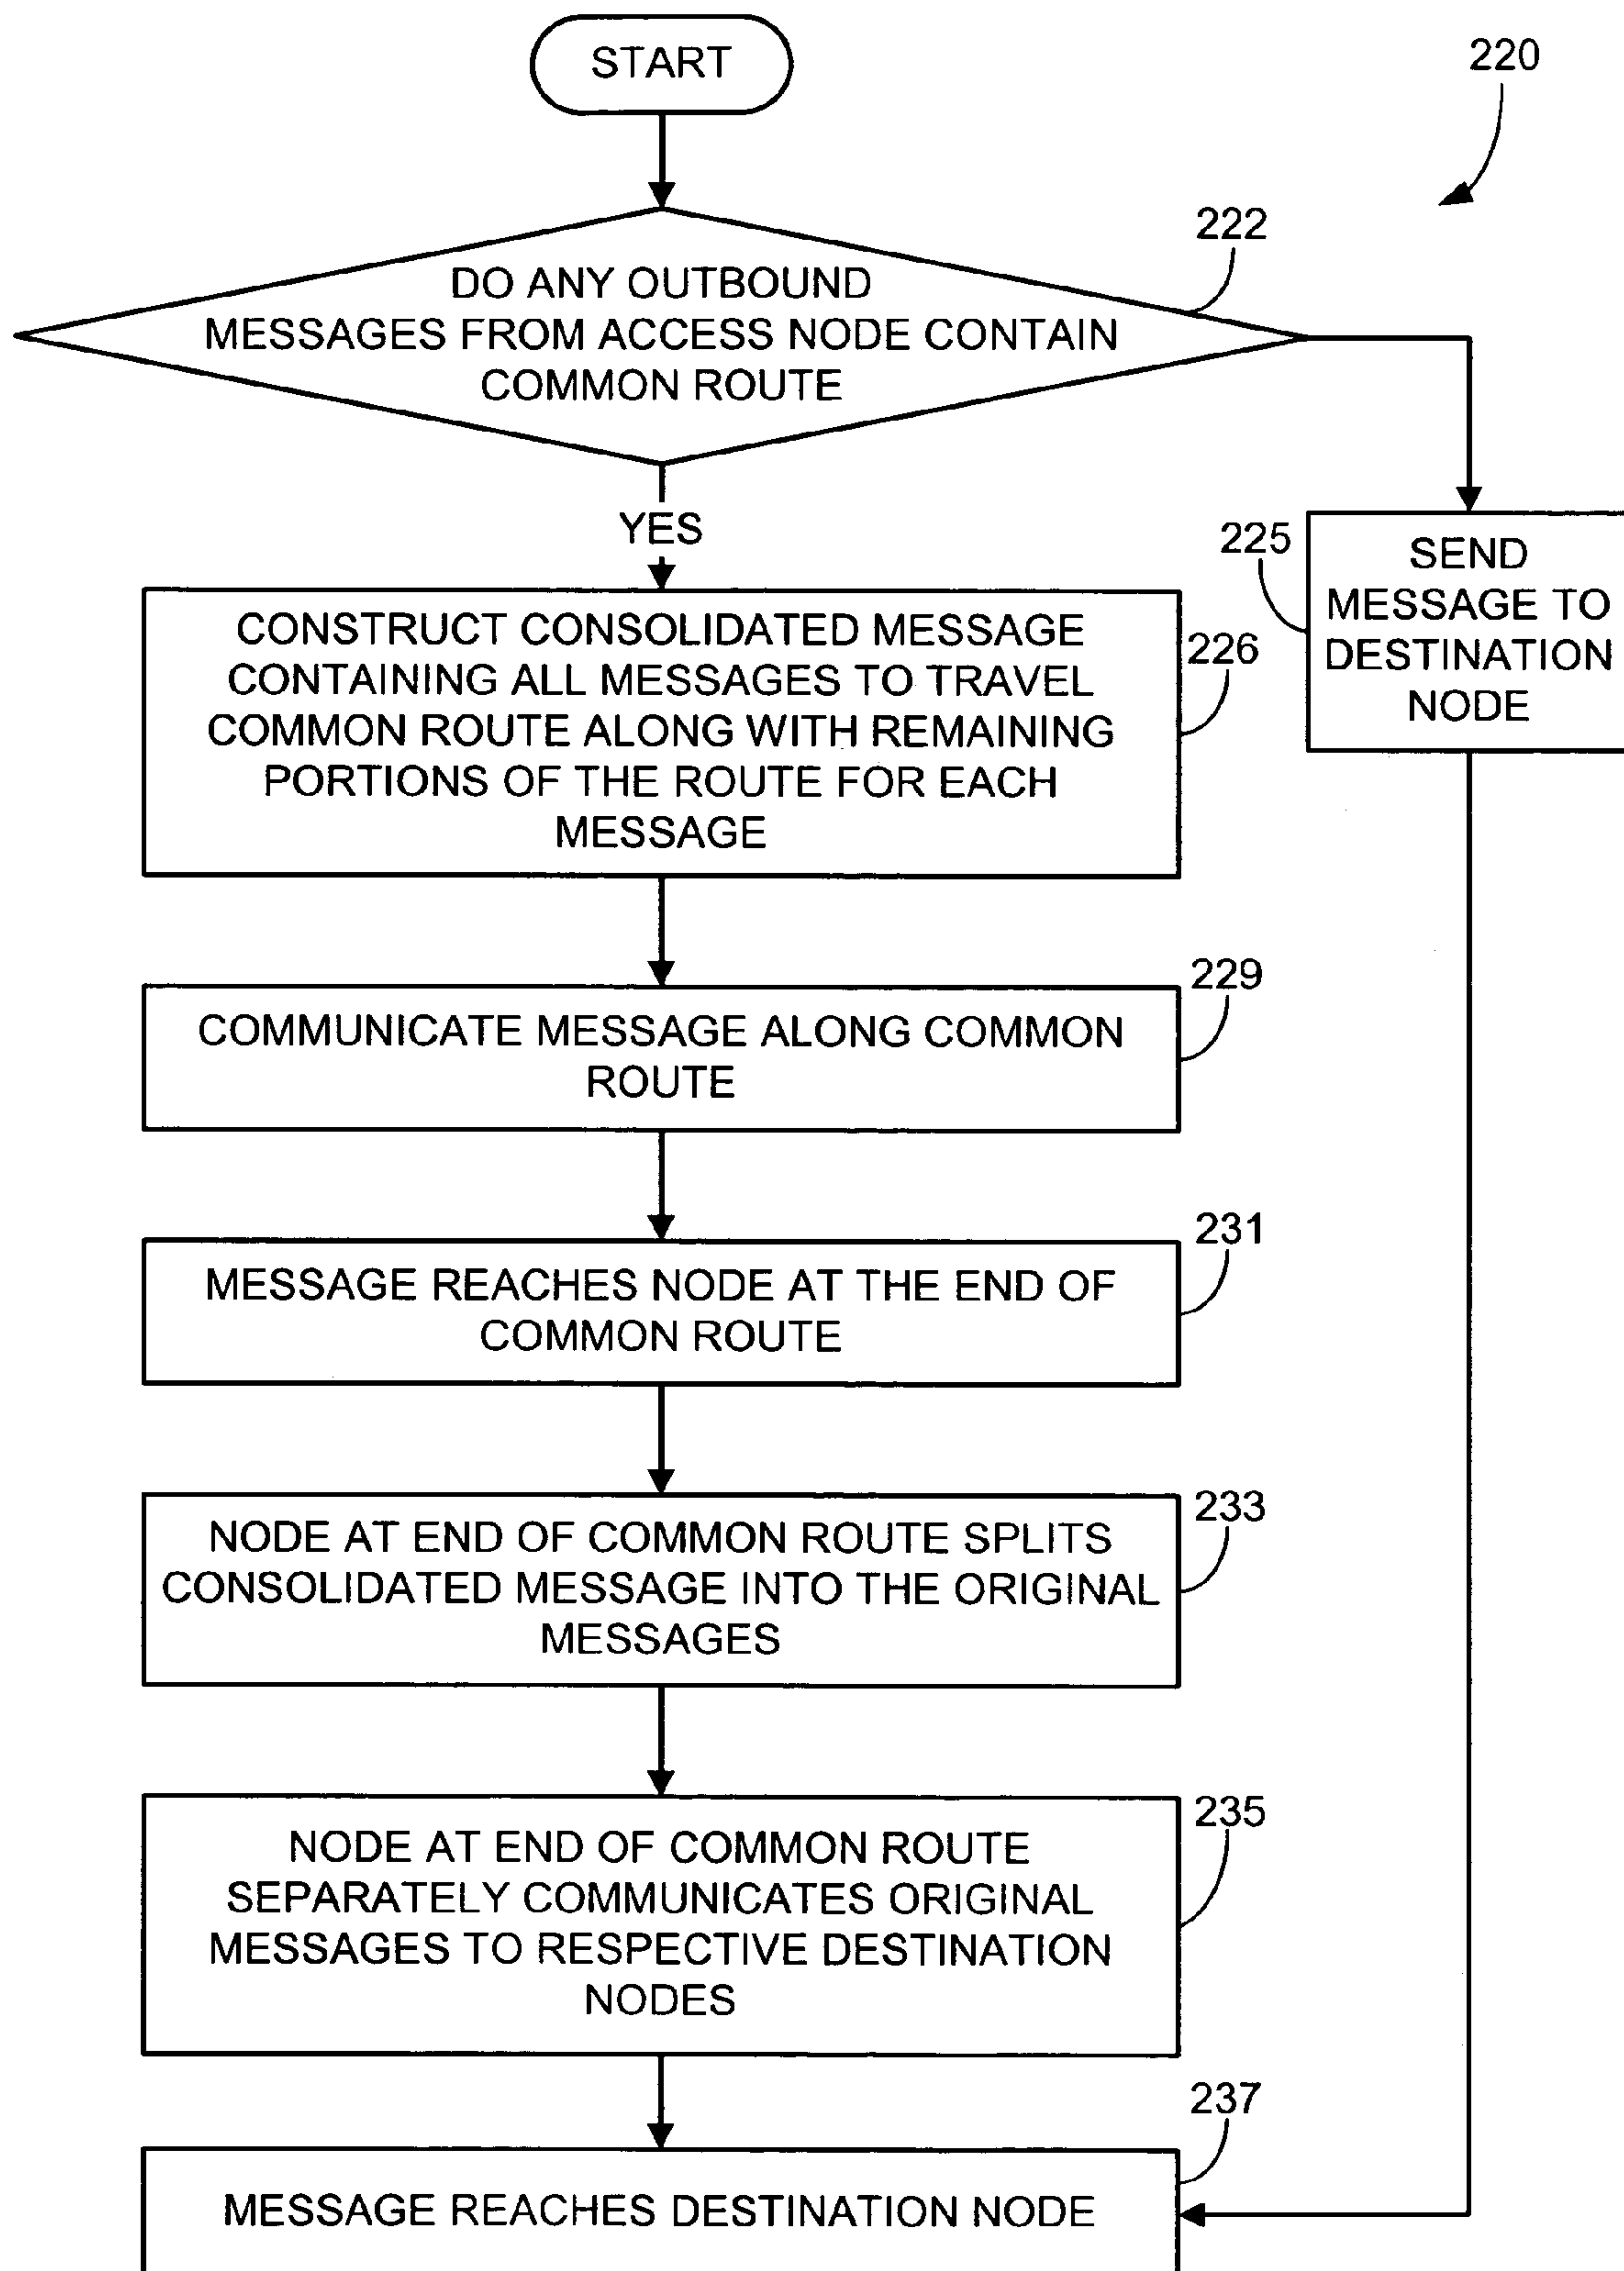 START
220
222
DO ANY OUTBOUND
MESSAGES FROM ACCESS NODE CONTAIN
COMMON ROUTE
YES
225
SEND
MESSAGE TO
DESTINATION
NODE
226
CONSTRUCT CONSOLIDATED MESSAGE
CONTAINING ALL MESSAGES TO TRAVEL
COMMON ROUTE ALONG WITH REMAINING
PORTIONS OF THE ROUTE FOR EACH
MESSAGE
229
COMMUNICATE MESSAGE ALONG COMMON
ROUTE
231
MESSAGE REACHES NODE AT THE END OF
COMMON ROUTE
233
NODE AT END OF COMMON ROUTE SPLITS
CONSOLIDATED MESSAGE INTO THE ORIGINAL
MESSAGES
235
NODE AT END OF COMMON ROUTE
SEPARATELY COMMUNICATES ORIGINAL
MESSAGES TO RESPECTIVE DESTINATION
NODES
237
MESSAGE REACHES DESTINATION NODE